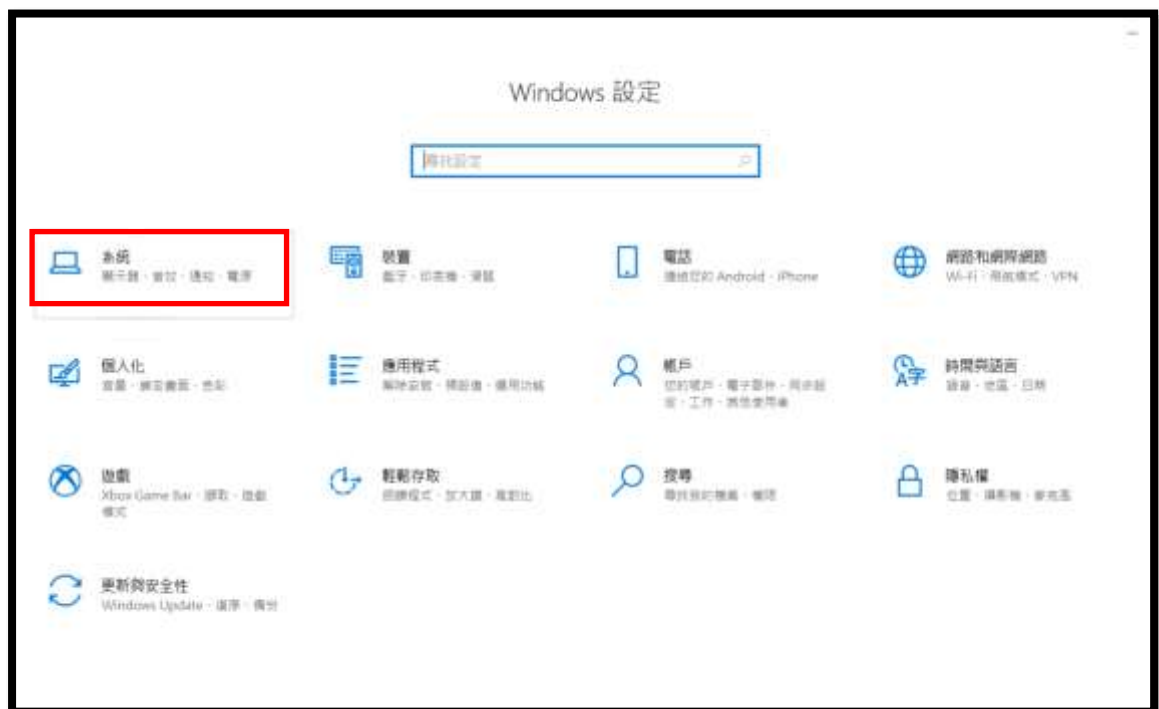 Windows 設定
尋找設定
系統
顯示器、音效、通知、電源
裝置
藍牙、印表機、滑鼠
電話
連結您的 Android、iPhone
網路和網際網路
Wi-Fi、飛航模式、VPN
個人化
背景、鎖定畫面、色彩
應用程式
解除安裝、預設值、選用功能
帳戶
您的帳戶、電子郵件、同步設
定、工作、其他使用者
時間與語言
語音、地區、日期
遊戲
Xbox Game Bar、擷取、遊戲
模式
輕鬆存取
朗讀程式、放大鏡、高對比
搜尋
尋找我的檔案、權限
隱私權
位置、攝影機、麥克風
更新與安全性
Windows Update、復原、備份